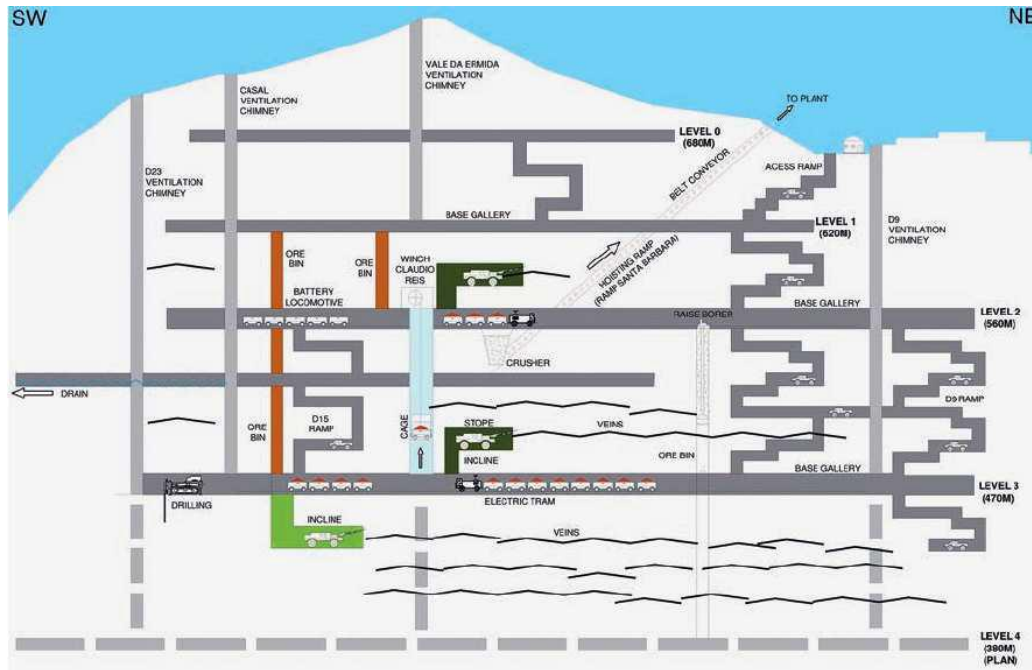 SW
NE
VALE DA ERMIDA
VENTILATION
CHIMNEY
CASAL
VENTILATION
CHIMNEY
TO PLANT
LEVEL 0
(680M)
BELT CONVEYOR
ACESS RAMP
D23
VENTILATION
CHIMNEY
BASE GALLERY
LEVEL 1
(620M)
D9
VENTILATION
CHIMNEY
ORE
BIN
ORE
BIN
WINCH
CLAUDIO
REIS
HOISTING RAMP
(RAMP SANTA BARBARA)
BATTERY
LOCOMOTIVE
BASE GALLERY
RAISE BORER
LEVEL 2
(560M)
CRUSHER
DRAIN
D9 RAMP
ORE
BIN
D15
RAMP
CAGE
STOPE
VEINS
INCLINE
ORE BIN
BASE GALLERY
LEVEL 3
(470M)
DRILLING
ELECTRIC TRAM
INCLINE
VEINS
LEVEL 4
(380M)
(PLAN)